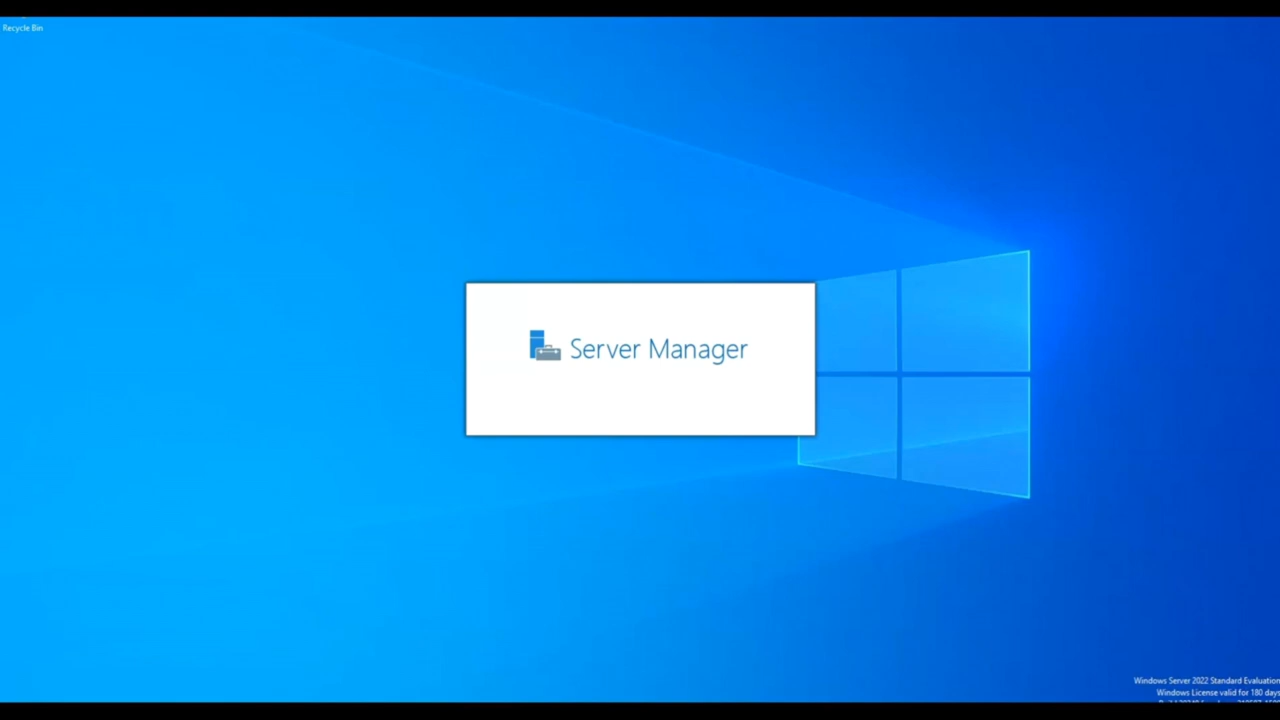 Recycle Bin
Server Manager
Windows Server 2022 Standard Evaluation
Windows License valid for 180 days